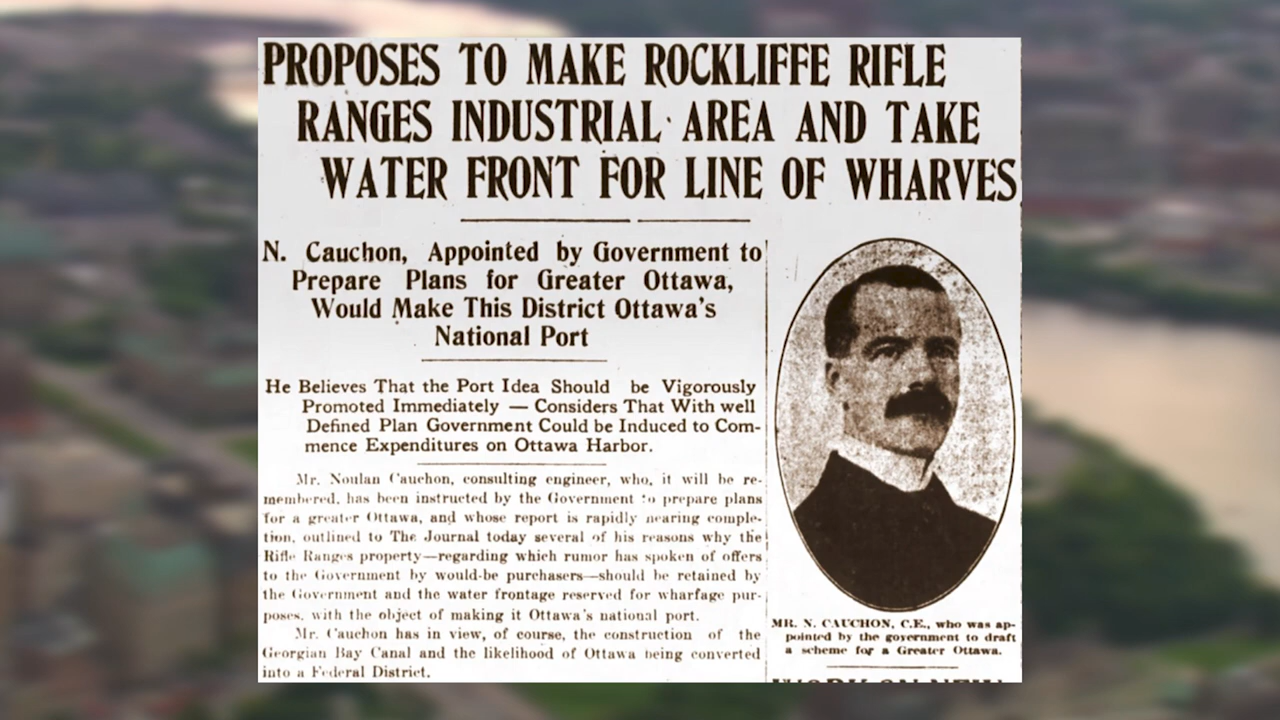 PROPOSES TO MAKE ROCKLIFFE RIFLE
RANGES INDUSTRIAL AREA AND TAKE
WATER FRONT FOR LINE OF WHARVES
N. Cauchon, Appointed by Government to
Prepare Plans for Greater Ottawa,
Would Make This District Ottawa's
National Port
He Believes That the Port Idea Should be Vigorously
Promoted Immediately — Considers That With well
Defined Plan Government Could be Induced to Com-
mence Expenditures on Ottawa Harbor.
Mr. Noulan Cauchon, consulting engineer, who, it will be re-
membered, has been instructed by the Government to prepare plans
for a greater Ottawa, and whose report is rapidly nearing comple-
tion, outlined to The Journal today several of his reasons why the
Rifle Ranges property—regarding which rumor has spoken of offers
to the Government by would-be purchasers—should be retained by
the Government and the water frontage reserved for wharfage pur-
poses, with the object of making it Ottawa's national port.
Mr. Cauchon has in view, of course, the construction of the
Georgian Bay Canal and the likelihood of Ottawa being converted
into a Federal District.
MR. N. CAUCHON, C.E., who was ap-
pointed by the government to draft
a scheme for a Greater Ottawa.